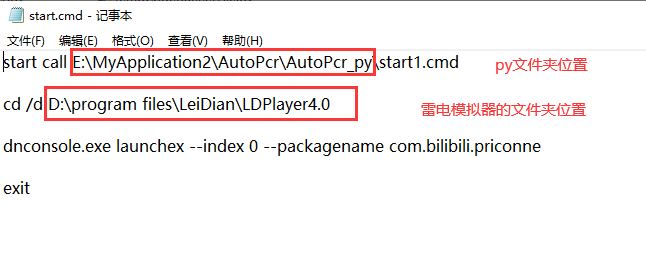 start.cmd - 记事本
文件(F) 编辑(E) 格式(O) 查看(V) 帮助(H)
start call E:\MyApplication2\AutoPcr\AutoPcr_py\start1.cmd py文件夹位置
cd /d D:\program files\LeiDian\LDPlayer4.0 雷电模拟器的文件夹位置
dnconsole.exe launchex --index 0 --packagename com.bilibili.priconne
exit